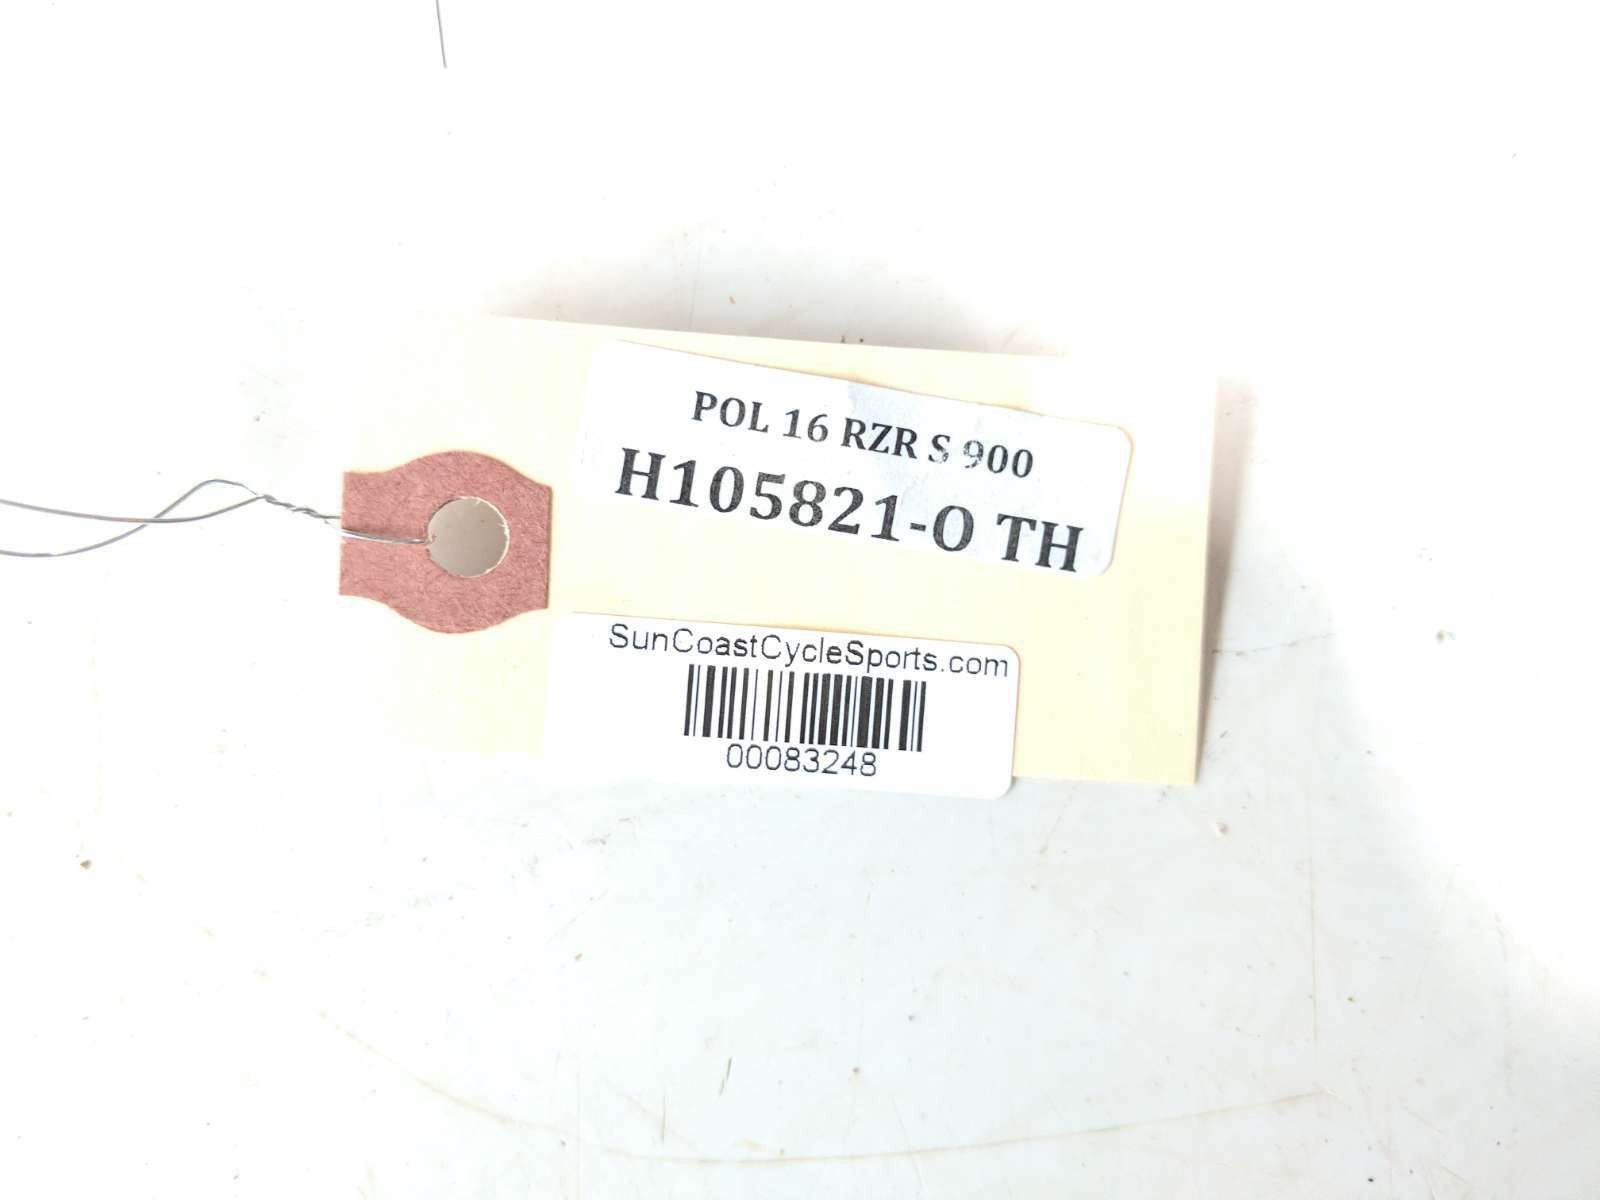 POL 16 RZR S 900
H105821-O TH
SunCoastCycleSports.com
00083248